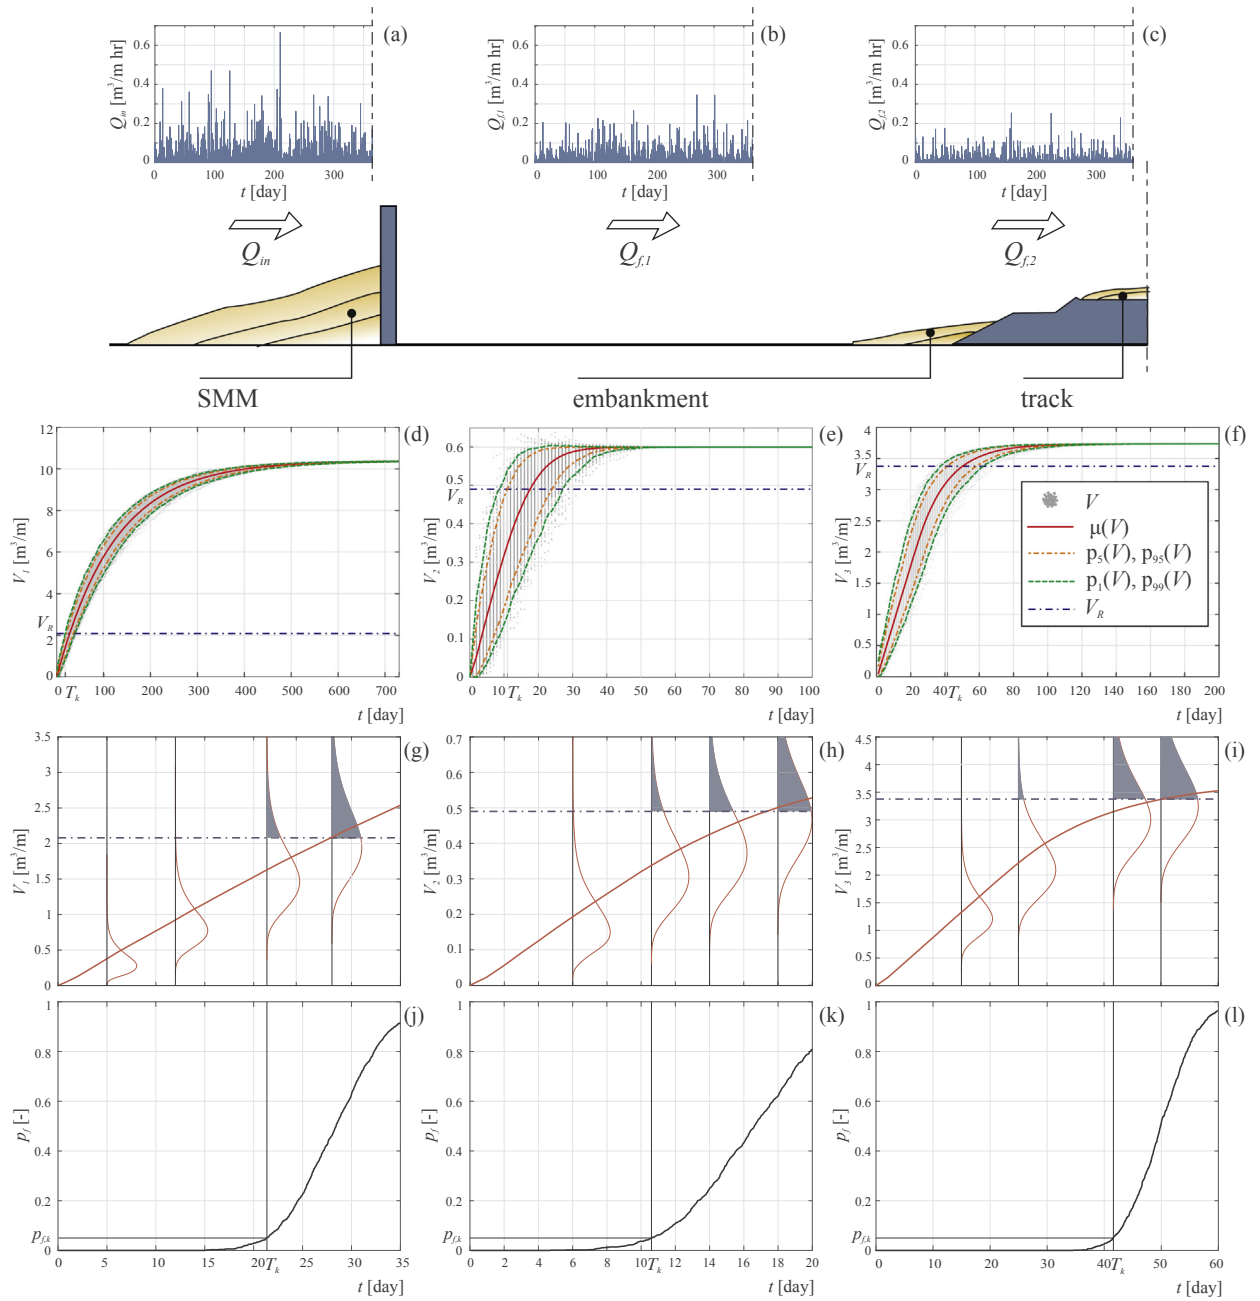 (a)
Q_in [m³/m hr]
0.6
0.4
0.2
0
0 100 200 300
t [day]
(b)
Q_f,1 [m³/m hr]
0.6
0.4
0.2
0
0 100 200 300
t [day]
(c)
Q_f,2 [m³/m hr]
0.6
0.4
0.2
0
0 100 200 300
t [day]
Q_in
Q_f,1
Q_f,2
SMM
embankment
track
(d)
V_1 [m³/m]
12
10
8
6
4
V_R
2
0
0 T_k 100 200 300 400 500 600 700
t [day]
(e)
V_2 [m³/m]
0.6
0.5
V_R
0.4
0.3
0.2
0.1
0
0 10 T_k 20 30 40 50 60 70 80 90 100
t [day]
(f)
V_3 [m³/m]
4
3.5
V_R
3
2.5
2
1.5
1
0.5
0
0 20 40 T_k 60 80 100 120 140 160 180 200
t [day]
V
μ(V)
p_5(V), p_95(V)
p_1(V), p_99(V)
V_R
(g)
V_1 [m³/m]
3.5
3
2.5
2
1.5
1
0.5
0
(h)
V_2 [m³/m]
0.7
0.6
0.5
0.4
0.3
0.2
0.1
0
(i)
V_3 [m³/m]
4.5
4
3.5
3
2.5
2
1.5
1
0.5
0
(j)
p_f [-]
1
0.8
0.6
0.4
0.2
p_f,k
0
0 5 10 15 20 T_k 25 30 35
t [day]
(k)
p_f [-]
1
0.8
0.6
0.4
0.2
p_f,k
0
0 2 4 6 8 10 T_k 12 14 16 18 20
t [day]
(l)
p_f [-]
1
0.8
0.6
0.4
0.2
p_f,k
0
0 10 20 30 40 T_k 50 60
t [day]